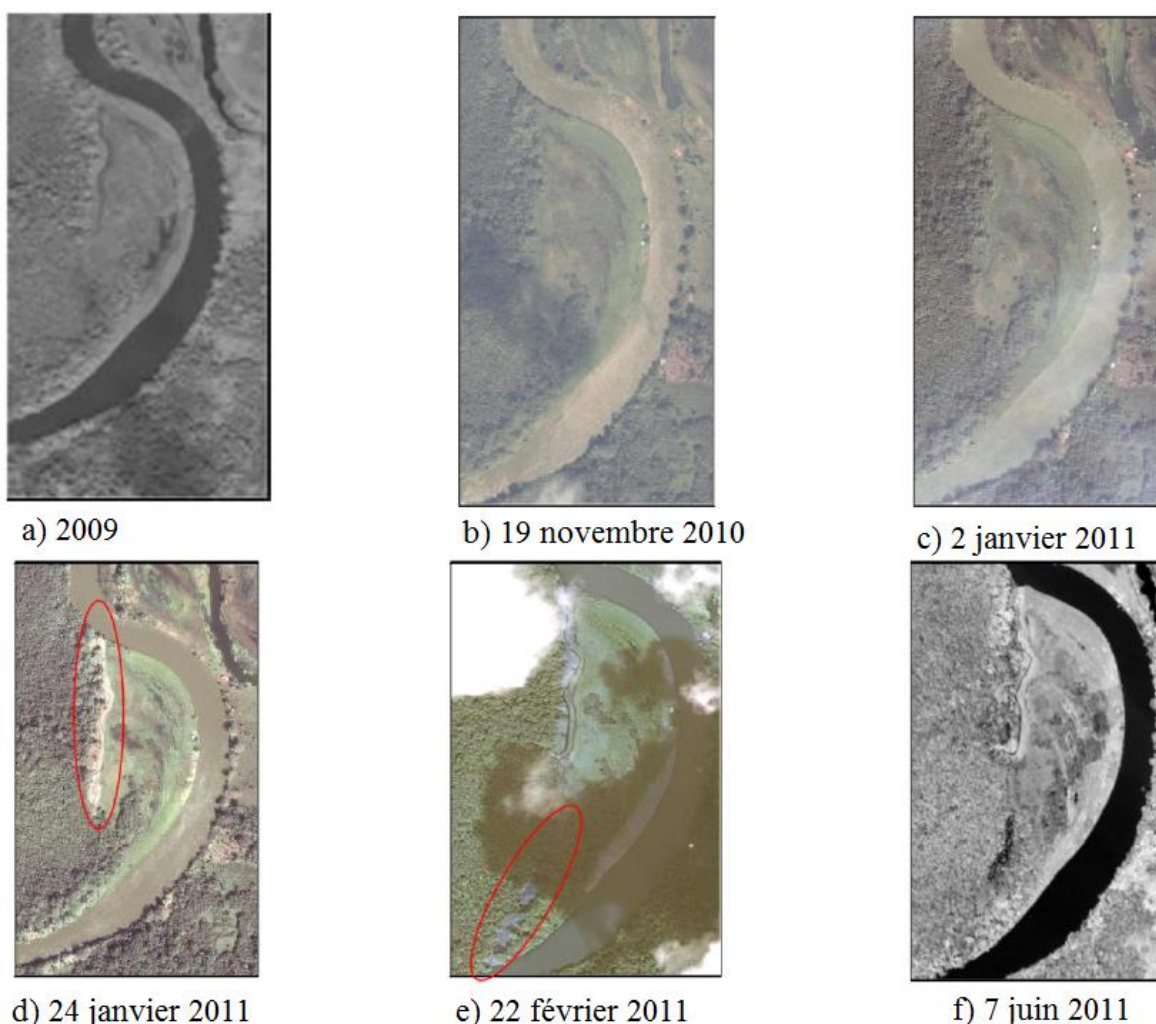 a) 2009
b) 19 novembre 2010
c) 2 janvier 2011
d) 24 janvier 2011
e) 22 février 2011
f) 7 juin 2011